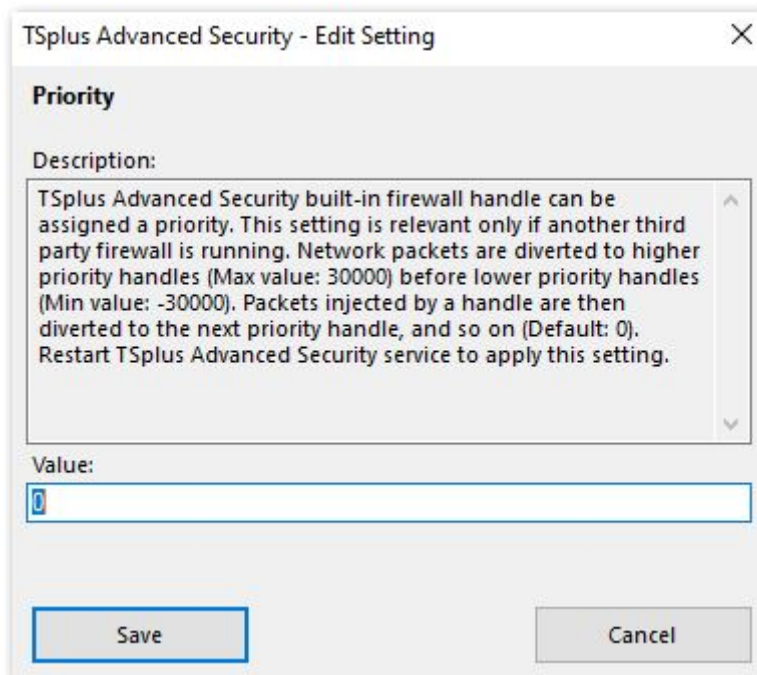 TSplus Advanced Security - Edit Setting
Priority
Description:
TSplus Advanced Security built-in firewall handle can be
assigned a priority. This setting is relevant only if another third
party firewall is running. Network packets are diverted to higher
priority handles (Max value: 30000) before lower priority handles
(Min value: -30000). Packets injected by a handle are then
diverted to the next priority handle, and so on (Default: 0).
Restart TSplus Advanced Security service to apply this setting.
Value:
0
Save
Cancel